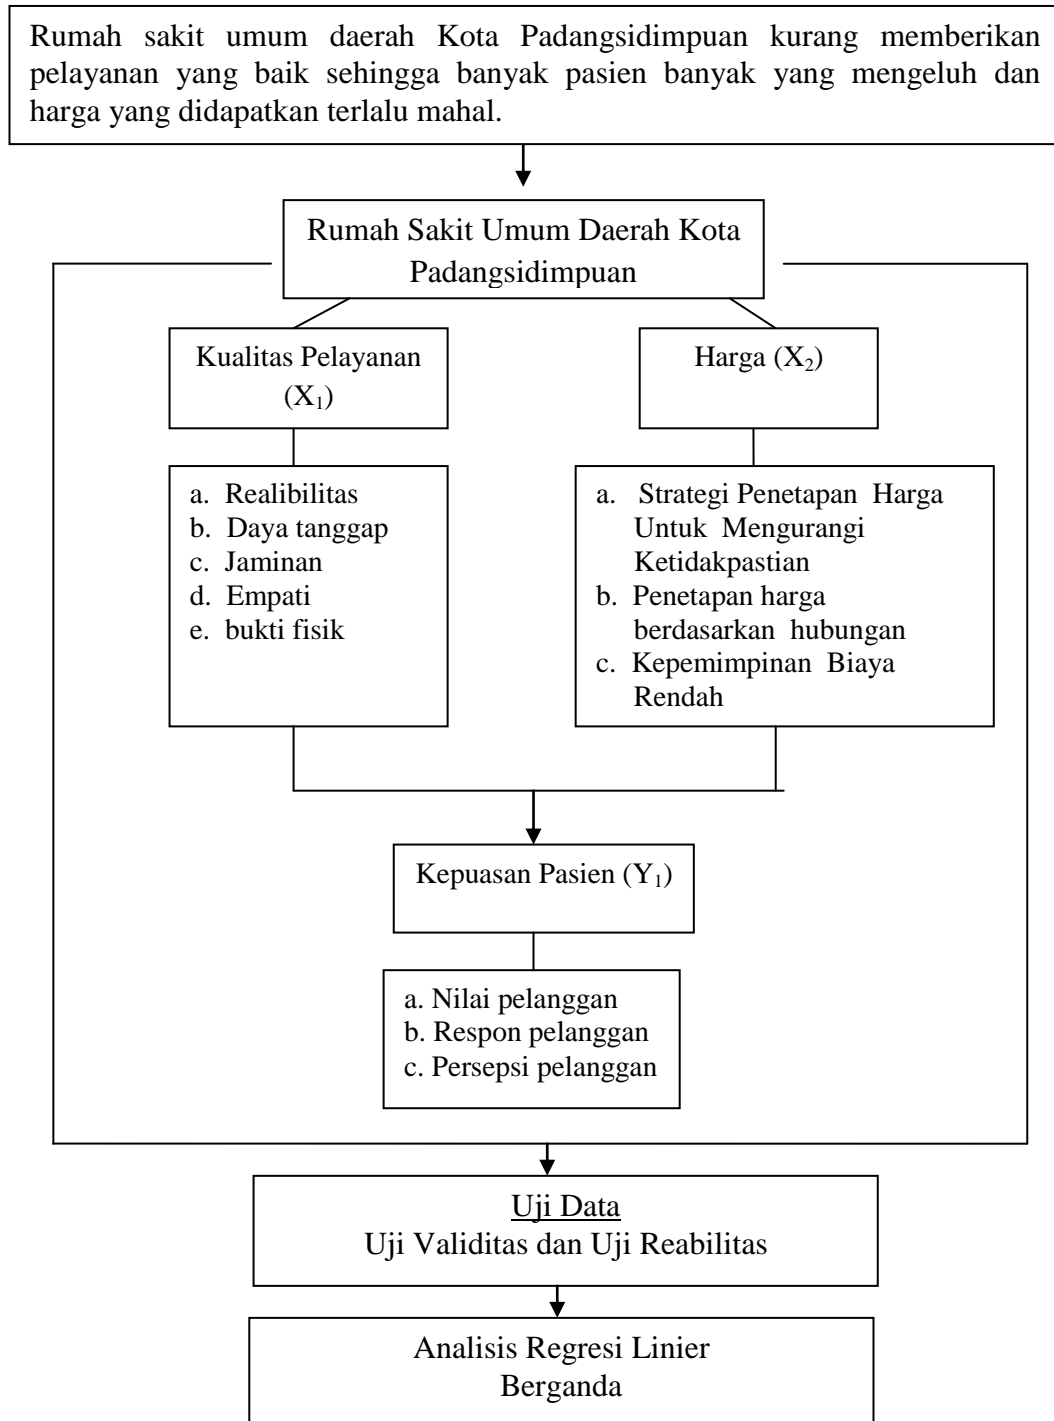 Rumah sakit umum daerah Kota Padangsidimpuan kurang memberikan
pelayanan yang baik sehingga banyak pasien banyak yang mengeluh dan
harga yang didapatkan terlalu mahal.
Rumah Sakit Umum Daerah Kota
Padangsidimpuan
Kualitas Pelayanan
(X₁)
Harga (X₂)
a. Realibilitas
b. Daya tanggap
c. Jaminan
d. Empati
e. bukti fisik
a. Strategi Penetapan Harga
Untuk Mengurangi
Ketidakpastian
b. Penetapan harga
berdasarkan hubungan
c. Kepemimpinan Biaya
Rendah
Kepuasan Pasien (Y₁)
a. Nilai pelanggan
b. Respon pelanggan
c. Persepsi pelanggan
Uji Data
Uji Validitas dan Uji Reabilitas
Analisis Regresi Linier
Berganda